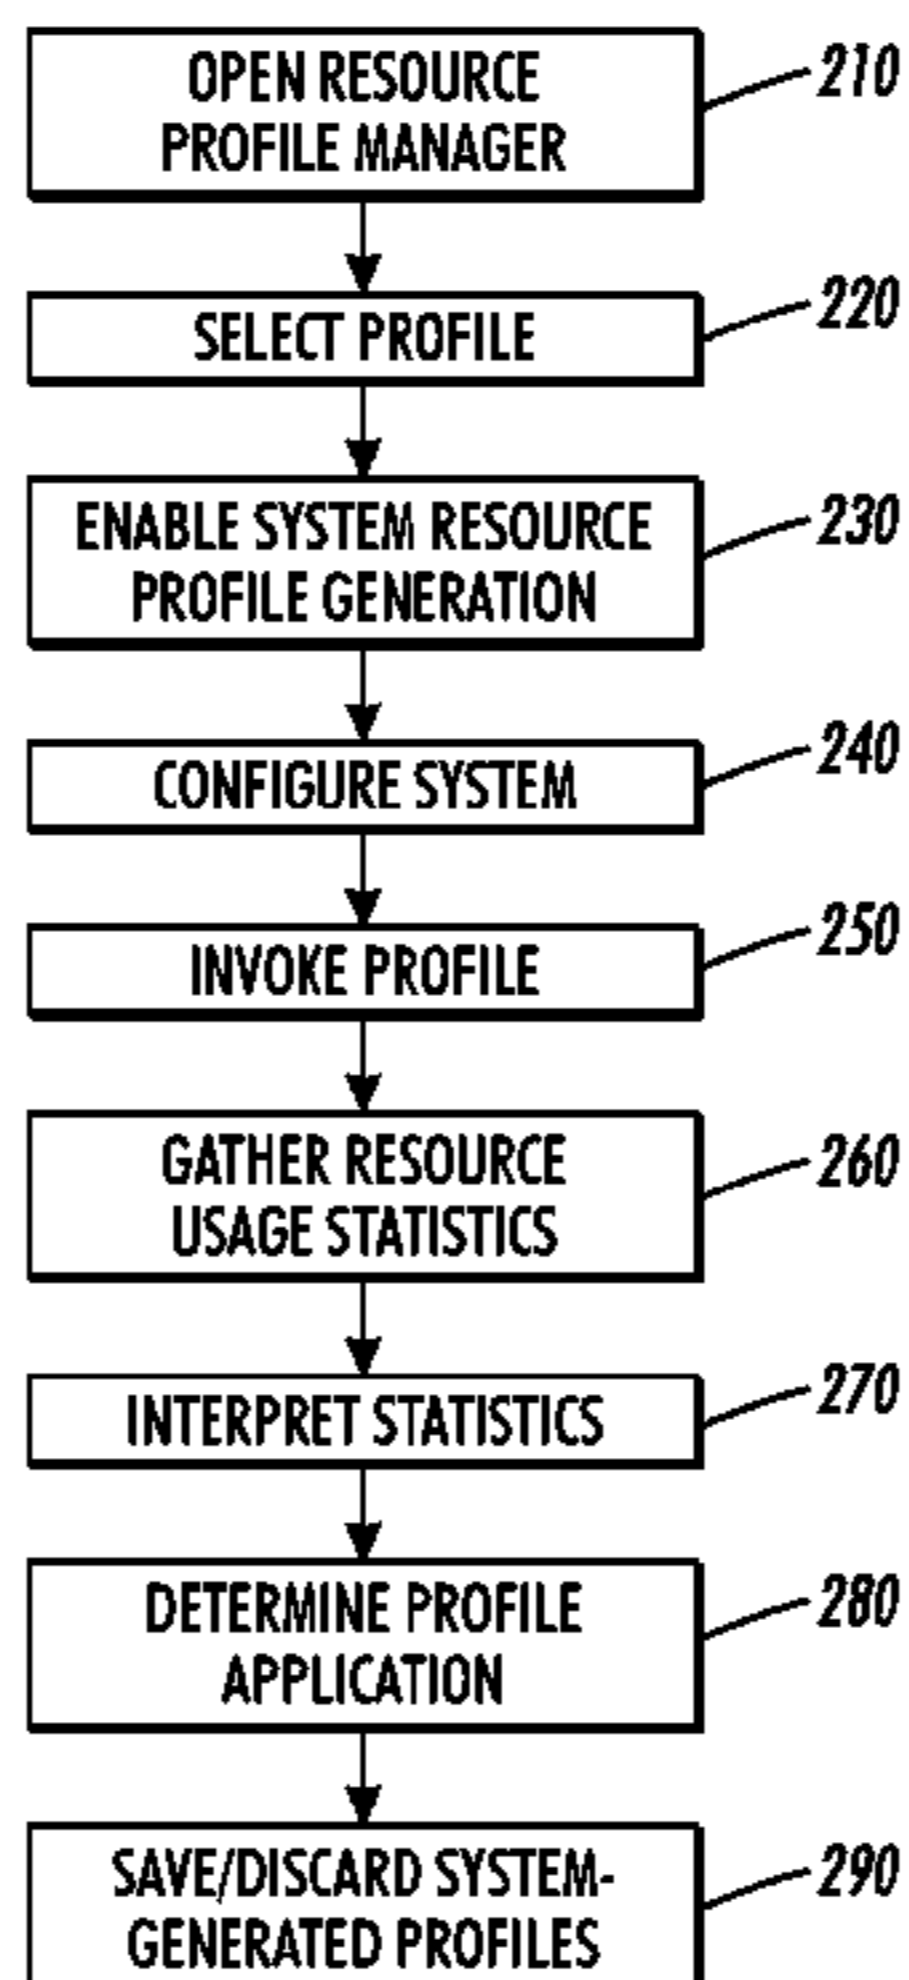 OPEN RESOURCE
PROFILE MANAGER
210
SELECT PROFILE
220
ENABLE SYSTEM RESOURCE
PROFILE GENERATION
230
CONFIGURE SYSTEM
240
INVOKE PROFILE
250
GATHER RESOURCE
USAGE STATISTICS
260
INTERPRET STATISTICS
270
DETERMINE PROFILE
APPLICATION
280
SAVE/DISCARD SYSTEM-
GENERATED PROFILES
290